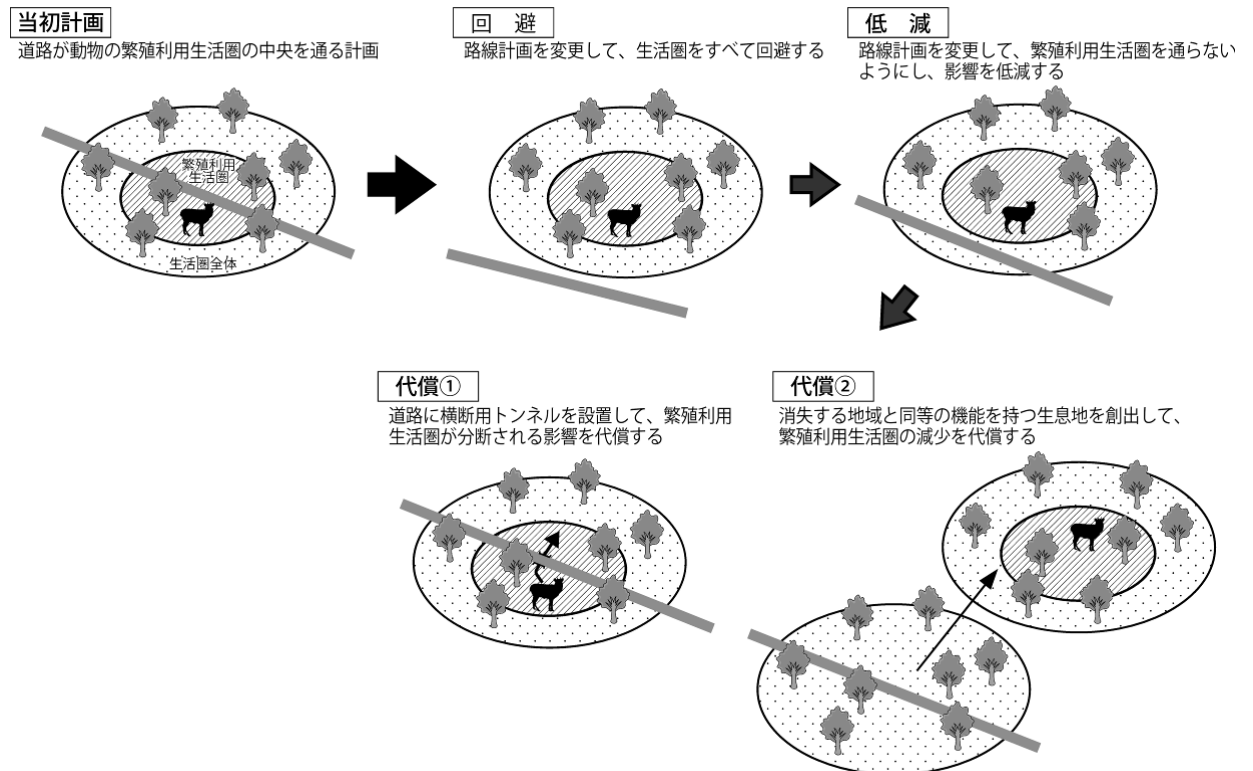 当初計画
道路が動物の繁殖利用生活圏の中央を通る計画
繁殖利用
生活圏
生活圏全体
回 避
路線計画を変更して、生活圏をすべて回避する
低 減
路線計画を変更して、繁殖利用生活圏を通らない
ようにし、影響を低減する
代償①
道路に横断用トンネルを設置して、繁殖利用
生活圏が分断される影響を代償する
代償②
消失する地域と同等の機能を持つ生息地を創出して、
繁殖利用生活圏の減少を代償する